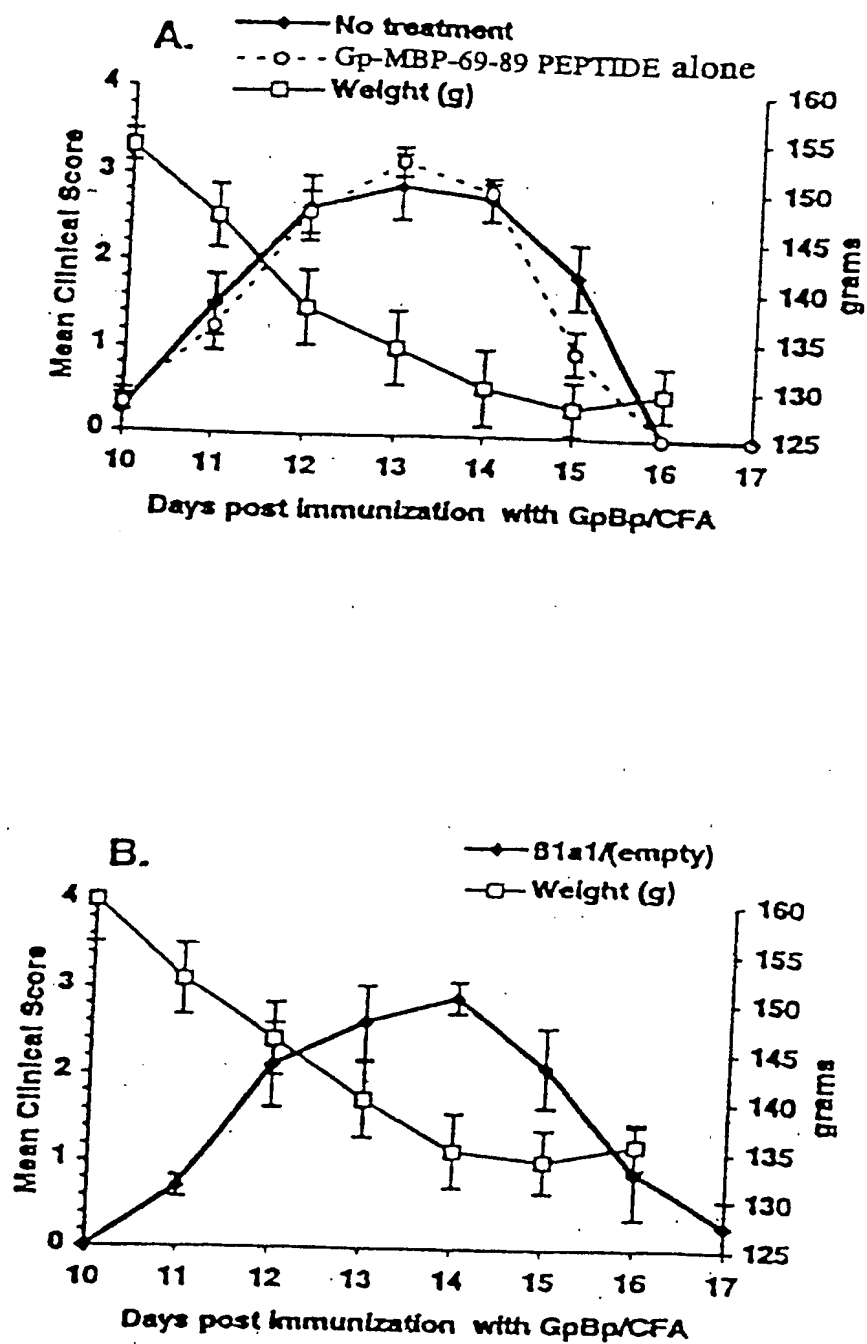 A.
No treatment
Gp-MBP-69-89 PEPTIDE alone
Weight (g)
4
3
2
1
0
Mean Clinical Score
160
155
150
145
140
135
130
125
grams
10 11 12 13 14 15 16 17
Days post immunization with GpBp/CFA
B.
β1a1/(empty)
Weight (g)
4
3
2
1
0
Mean Clinical Score
160
155
150
145
140
135
130
125
grams
10 11 12 13 14 15 16 17
Days post immunization with GpBp/CFA